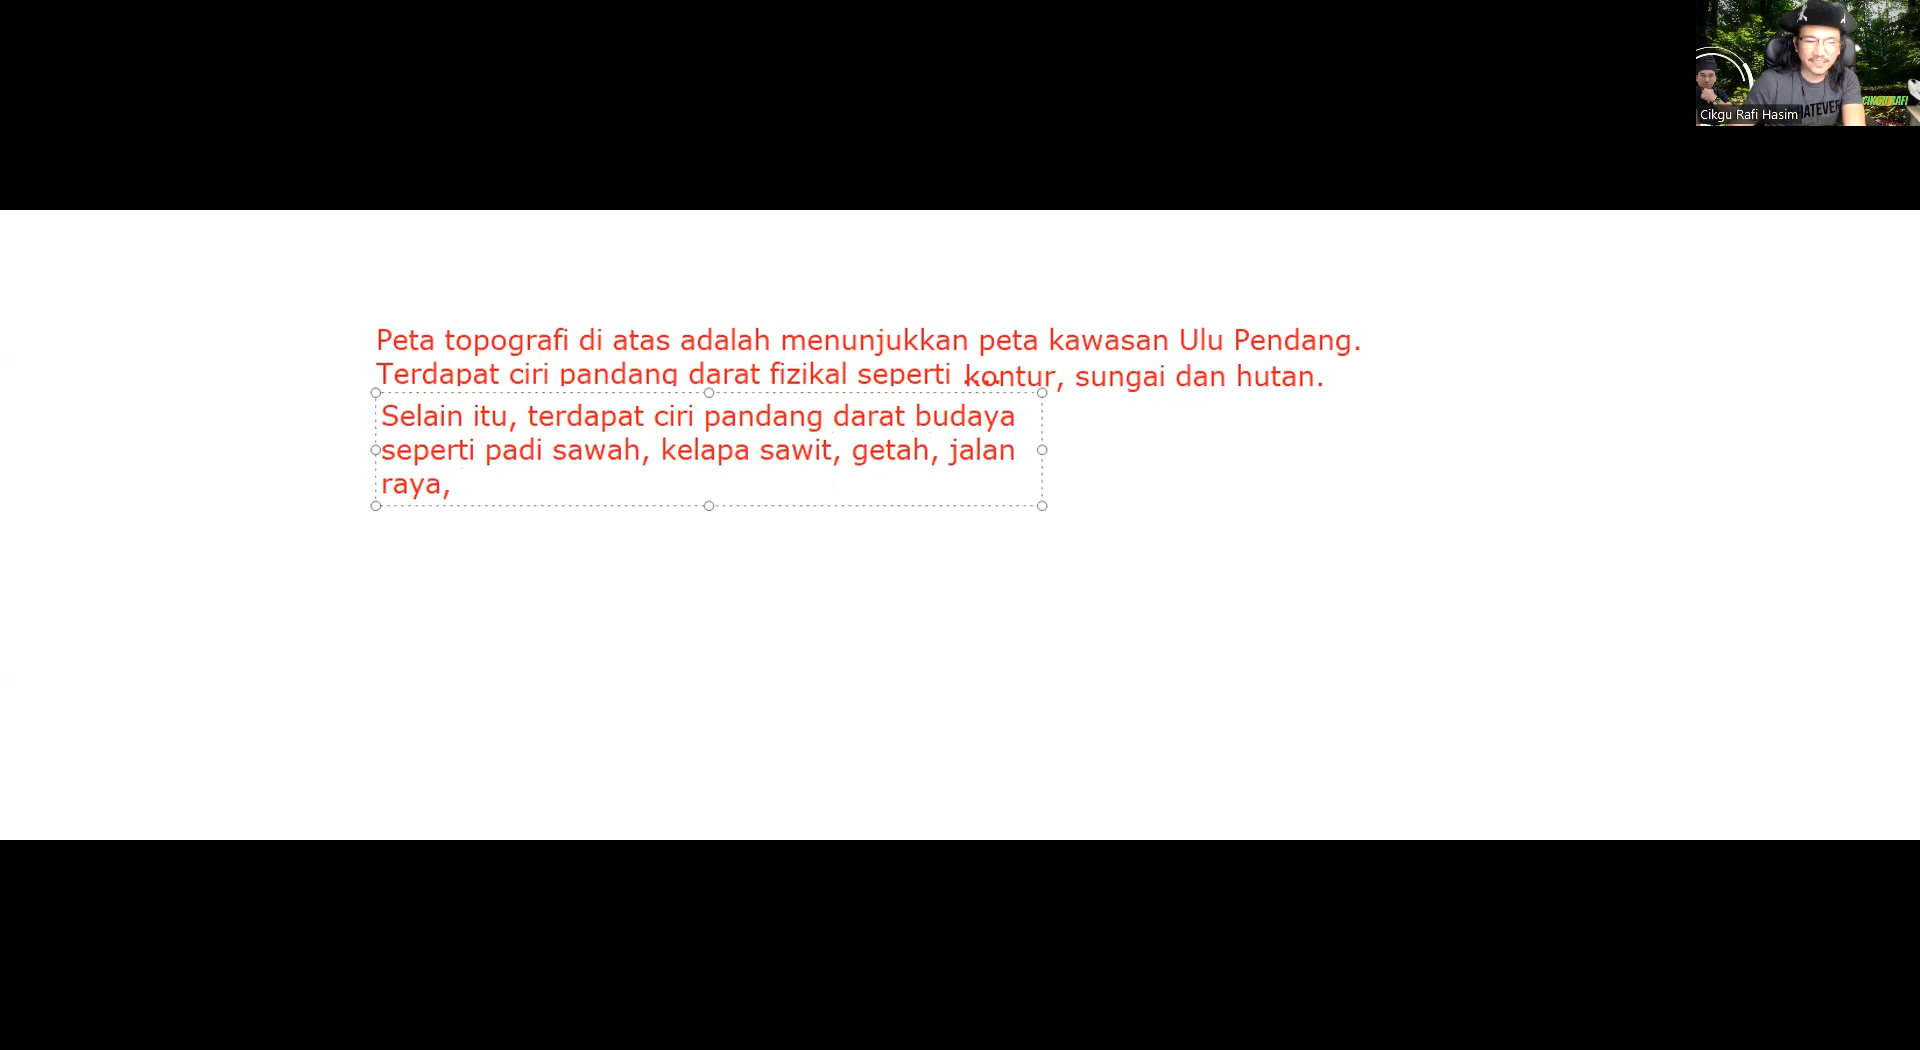 Cikgu Rafi Hasim
CIKGU RAFI
Peta topografi di atas adalah menunjukkan peta kawasan Ulu Pendang.
Terdapat ciri pandang darat fizikal seperti kontur, sungai dan hutan.
Selain itu, terdapat ciri pandang darat budaya
seperti padi sawah, kelapa sawit, getah, jalan
raya,